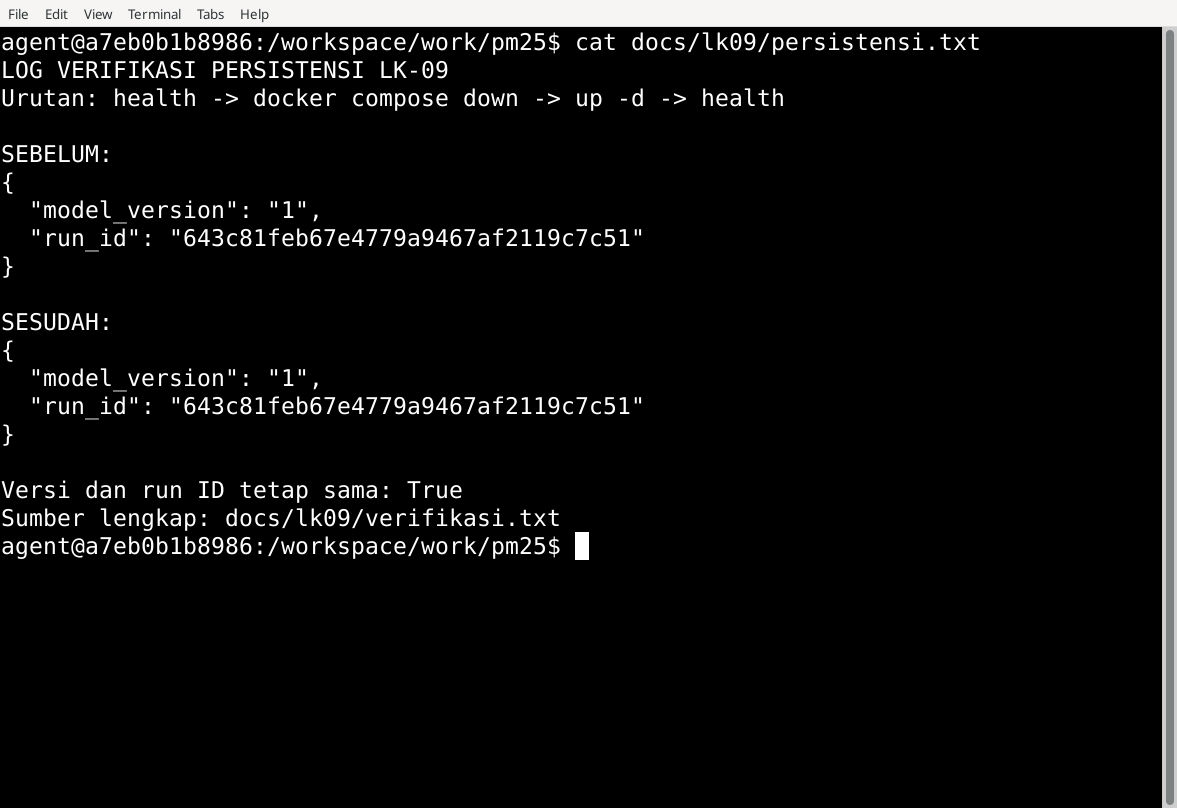 File Edit View Terminal Tabs Help
agent@a7eb0b1b8986:/workspace/work/pm25$ cat docs/lk09/persistensi.txt
LOG VERIFIKASI PERSISTENSI LK-09
Urutan: health -> docker compose down -> up -d -> health
SEBELUM:
{
  "model_version": "1",
  "run_id": "643c81feb67e4779a9467af2119c7c51"
}
SESUDAH:
{
  "model_version": "1",
  "run_id": "643c81feb67e4779a9467af2119c7c51"
}
Versi dan run ID tetap sama: True
Sumber lengkap: docs/lk09/verifikasi.txt
agent@a7eb0b1b8986:/workspace/work/pm25$